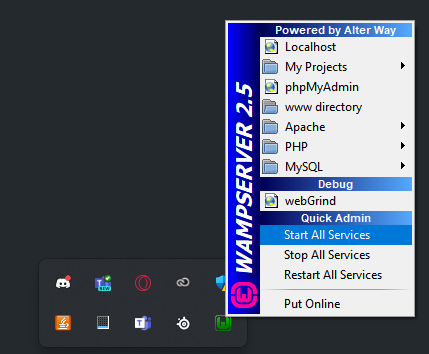 Powered by Alter Way
Localhost
My Projects
phpMyAdmin
www directory
Apache
PHP
MySQL
Debug
webGrind
Quick Admin
Start All Services
Stop All Services
Restart All Services
Put Online
WAMPSERVER 2.5
NEW